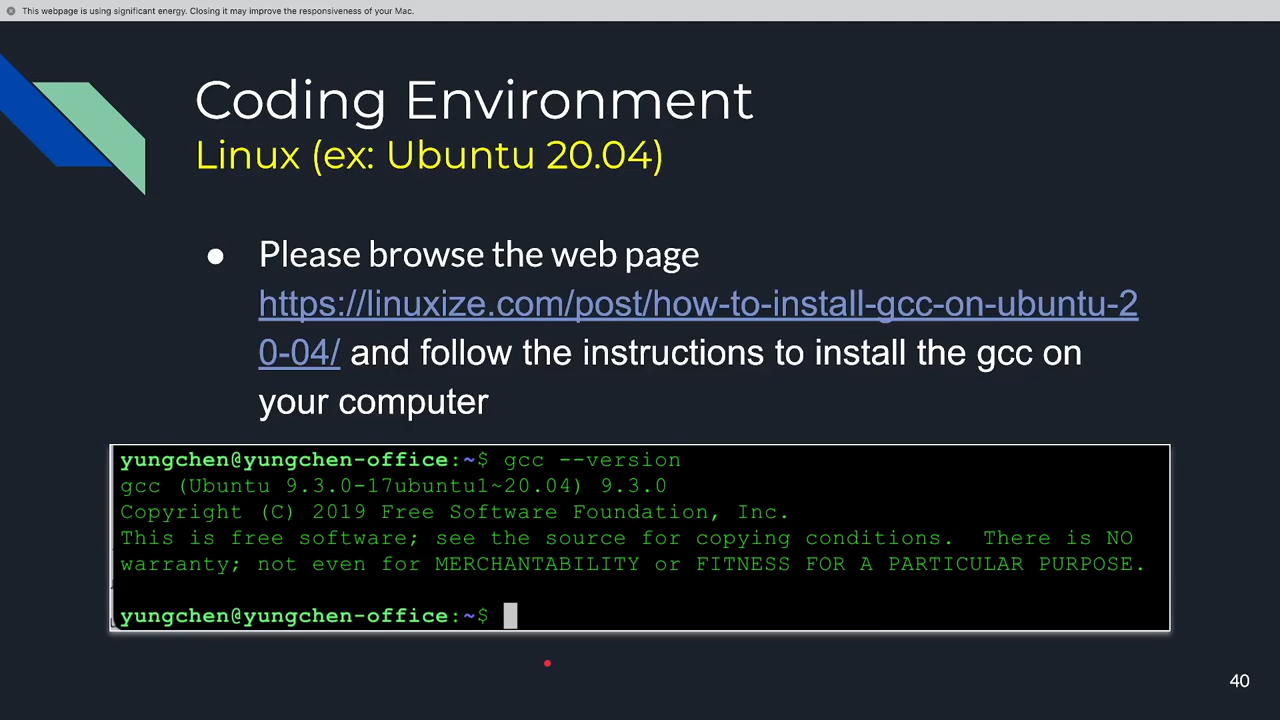 This webpage is using significant energy. Closing it may improve the responsiveness of your Mac.
Coding Environment
Linux (ex: Ubuntu 20.04)
● Please browse the web page
https://linuxize.com/post/how-to-install-gcc-on-ubuntu-2
0-04/ and follow the instructions to install the gcc on
your computer
yungchen@yungchen-office:~$ gcc --version
gcc (Ubuntu 9.3.0-17ubuntu1~20.04) 9.3.0
Copyright (C) 2019 Free Software Foundation, Inc.
This is free software; see the source for copying conditions.  There is NO
warranty; not even for MERCHANTABILITY or FITNESS FOR A PARTICULAR PURPOSE.
yungchen@yungchen-office:~$
40